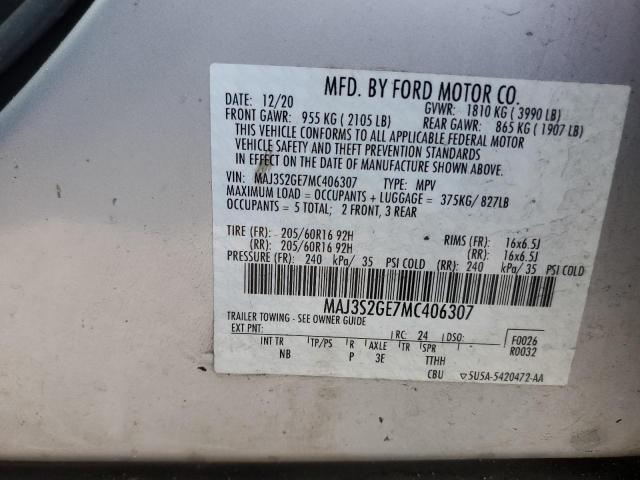 MFD. BY FORD MOTOR CO.
DATE: 12/20 GVWR: 1810 KG ( 3990 LB)
FRONT GAWR: 955 KG ( 2105 LB) REAR GAWR: 865 KG ( 1907 LB)
THIS VEHICLE CONFORMS TO ALL APPLICABLE FEDERAL MOTOR
VEHICLE SAFETY AND THEFT PREVENTION STANDARDS
IN EFFECT ON THE DATE OF MANUFACTURE SHOWN ABOVE.
VIN: MAJ3S2GE7MC406307 TYPE: MPV
MAXIMUM LOAD = OCCUPANTS + LUGGAGE = 375KG/ 827LB
OCCUPANTS = 5 TOTAL; 2 FRONT, 3 REAR
TIRE (FR): 205/60R16 92H RIMS (FR): 16x6.5J
(RR): 205/60R16 92H (RR): 16x6.5J
PRESSURE (FR): 240 kPa/ 35 PSI COLD (RR): 240 kPa/ 35 PSI COLD
MAJ3S2GE7MC406307
TRAILER TOWING - SEE OWNER GUIDE
EXT PNT: RC: 24 DSO: F0026
R0032
INT TR TP/PS R AXLE TR SPR
NB P 3E TTHH
CBU ▽5U5A-5420472-AA